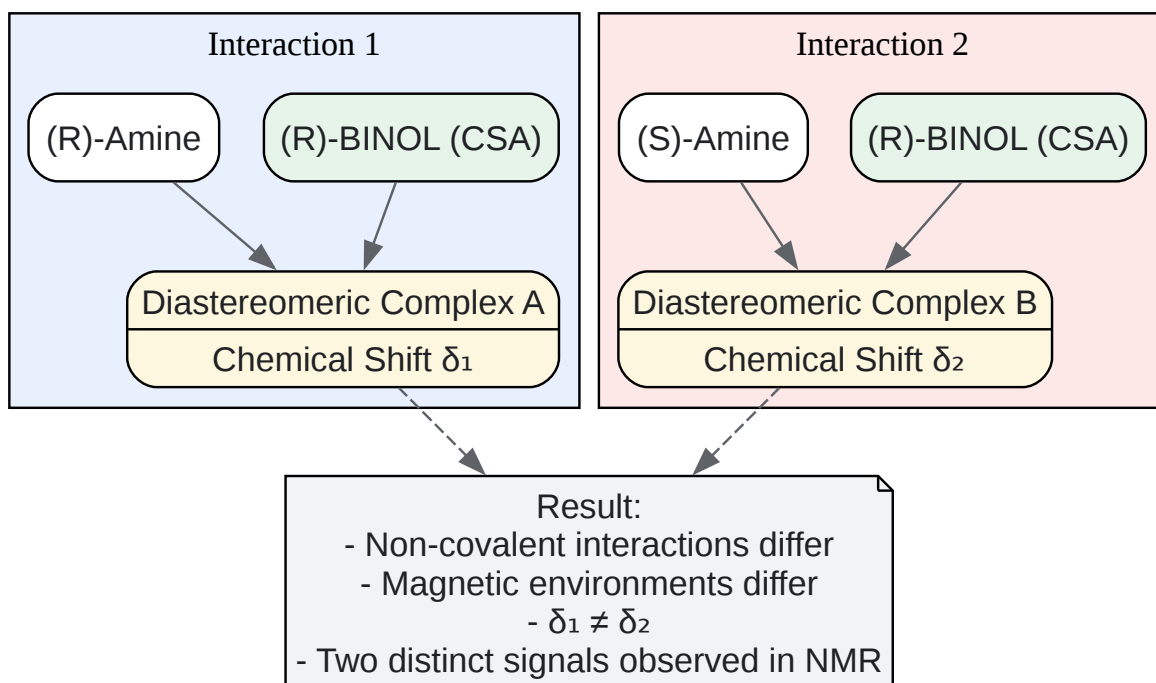 Interaction 1
(R)-Amine
(R)-BINOL (CSA)
Diastereomeric Complex A
Chemical Shift δ₁
Interaction 2
(S)-Amine
(R)-BINOL (CSA)
Diastereomeric Complex B
Chemical Shift δ₂
Result:
- Non-covalent interactions differ
- Magnetic environments differ
- δ₁ ≠ δ₂
- Two distinct signals observed in NMR